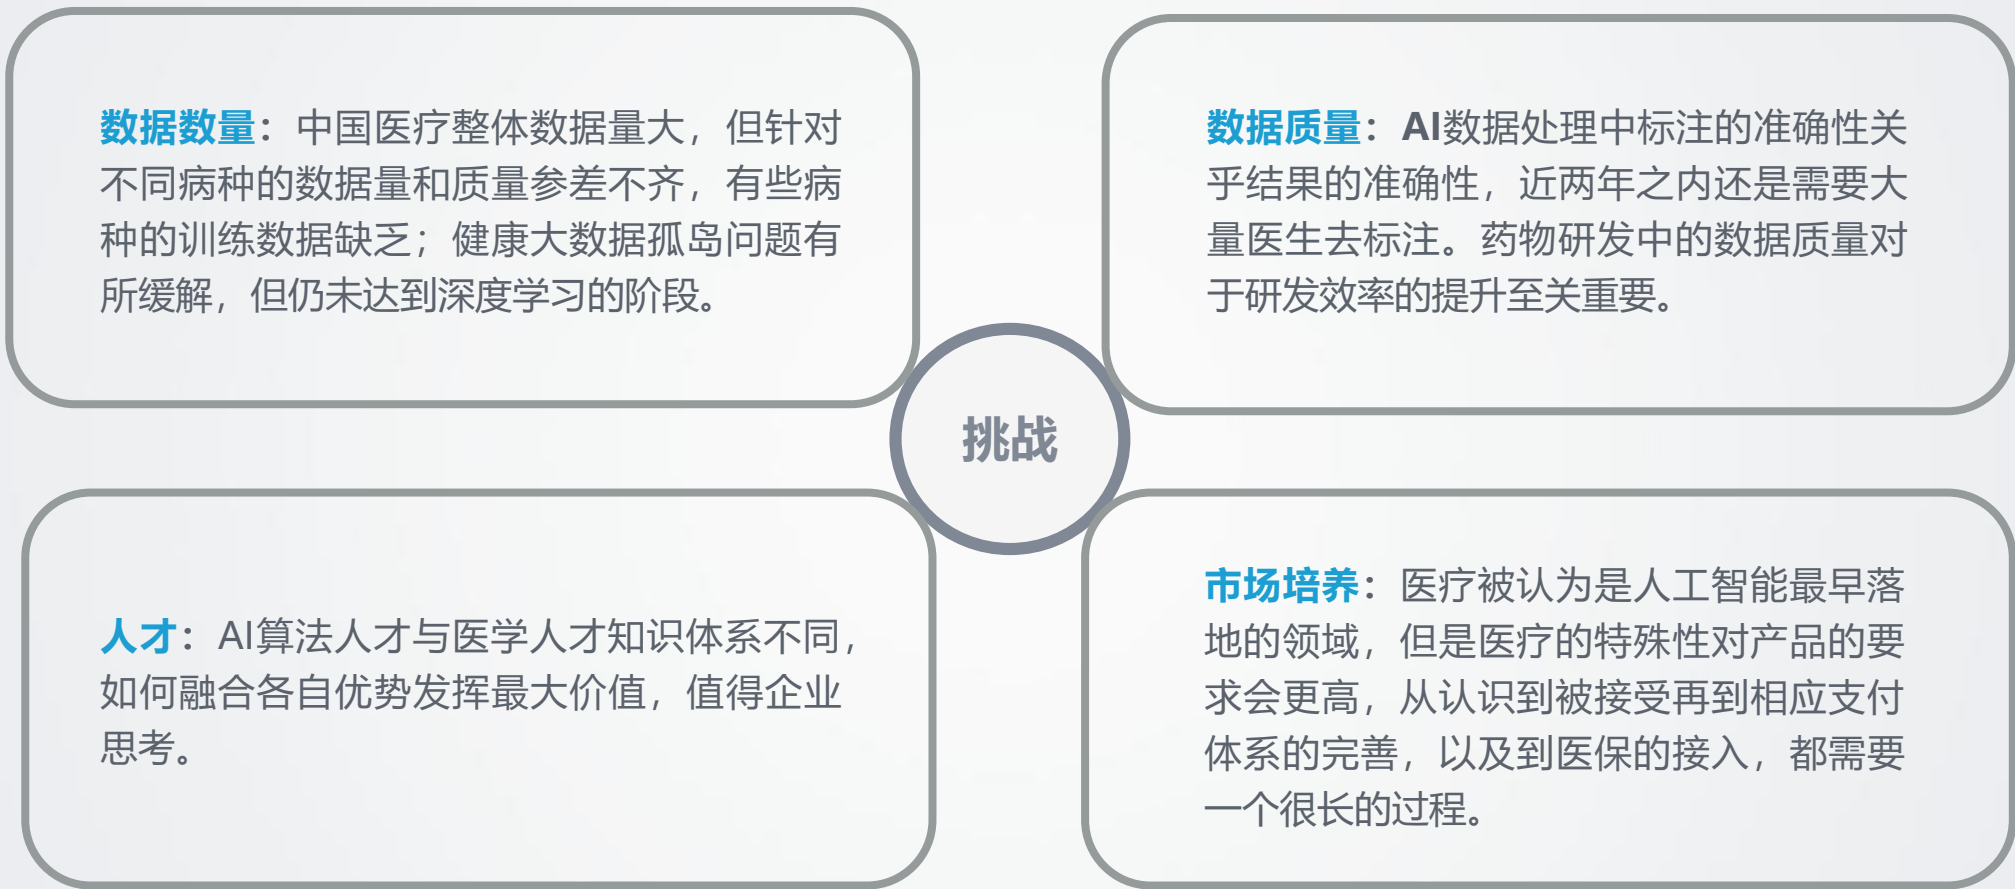 数据数量：中国医疗整体数据量大，但针对
不同病种的数据量和质量参差不齐，有些病
种的训练数据缺乏；健康大数据孤岛问题有
所缓解，但仍未达到深度学习的阶段。
数据质量：AI数据处理中标注的准确性关
乎结果的准确性，近两年之内还是需要大
量医生去标注。药物研发中的数据质量对
于研发效率的提升至关重要。
挑战
人才：AI算法人才与医学人才知识体系不同，
如何融合各自优势发挥最大价值，值得企业
思考。
市场培养：医疗被认为是人工智能最早落
地的领域，但是医疗的特殊性对产品的要
求会更高，从认识到被接受再到相应支付
体系的完善，以及到医保的接入，都需要
一个很长的过程。